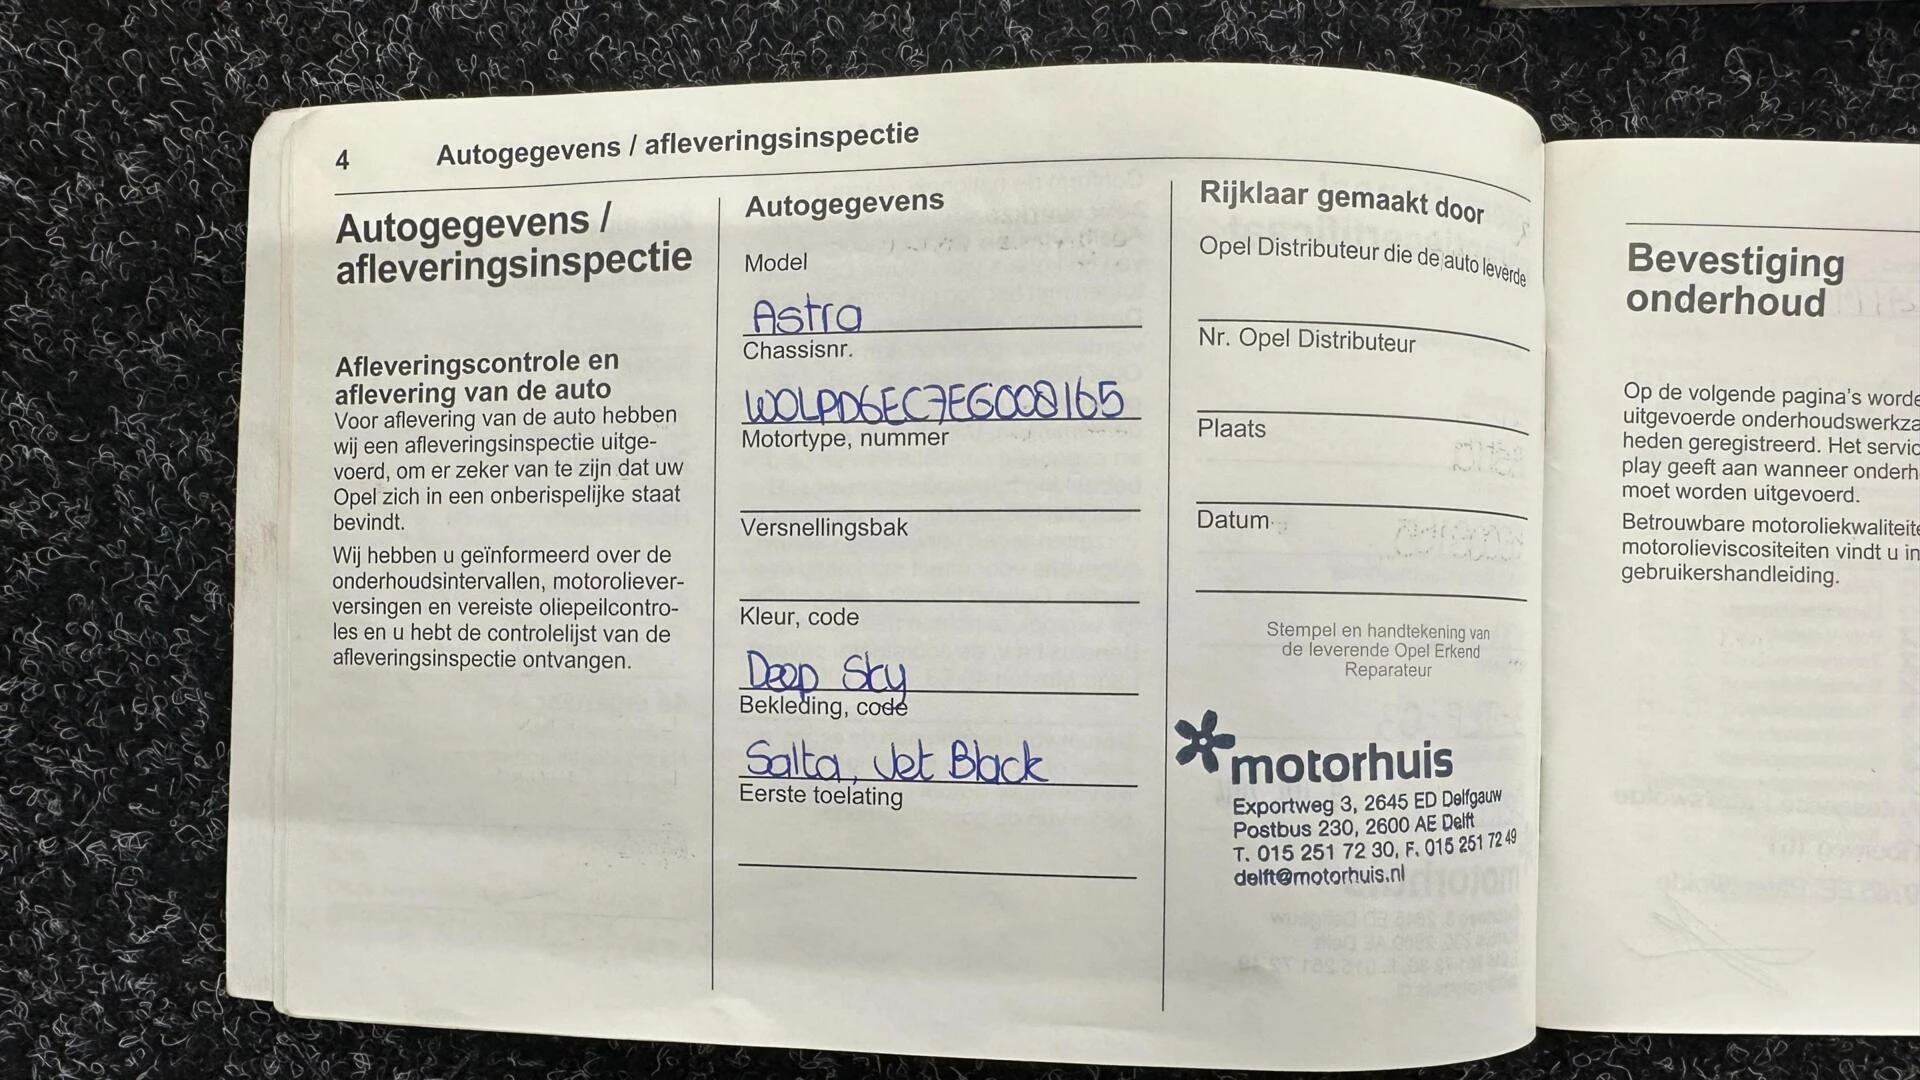 4 Autogegevens / afleveringsinspectie
Autogegevens /
afleveringsinspectie
Afleveringscontrole en
aflevering van de auto
Voor aflevering van de auto hebben
wij een afleveringsinspectie uitge-
voerd, om er zeker van te zijn dat uw
Opel zich in een onberispelijke staat
bevindt.
Wij hebben u geïnformeerd over de
onderhoudsintervallen, motoroliever-
versingen en vereiste oliepeilcontro-
les en u hebt de controlelijst van de
afleveringsinspectie ontvangen.
Autogegevens
Model
Astra
Chassisnr.
W0LPD6EC7EG008165
Motortype, nummer
Versnellingsbak
Kleur, code
Deep Sky
Bekleding, code
Salta, Jet Black
Eerste toelating
Rijklaar gemaakt door
Opel Distributeur die de auto leverde
Nr. Opel Distributeur
Plaats
Datum
Stempel en handtekening van
de leverende Opel Erkend
Reparateur
motorhuis
Exportweg 3, 2645 ED Delfgauw
Postbus 230, 2600 AE Delft
T. 015 251 72 30, F. 015 251 72 49
delft@motorhuis.nl
Bevestiging
onderhoud
Op de volgende pagina's worde
uitgevoerde onderhoudswerkza
heden geregistreerd. Het servic
play geeft aan wanneer onderh
moet worden uitgevoerd.
Betrouwbare motoroliekwaliteite
motorolieviscositeiten vindt u in
gebruikershandleiding.